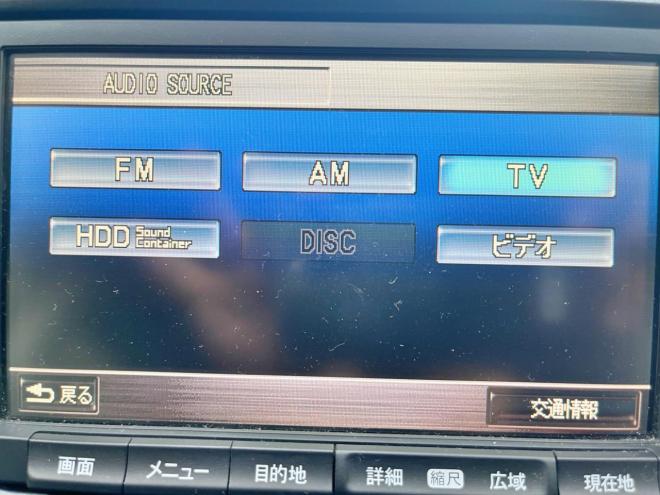 AUDIO SOURCE
FM AM TV
HDD Sound Container DISC ビデオ
戻る 交通情報
画面 メニュー 目的地 詳細 縮尺 広域 現在地